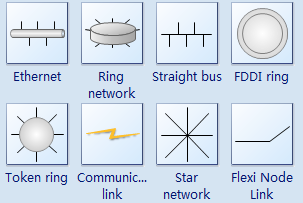 Ethernet
Ring
network
Straight bus
FDDI ring
Token ring
Communic...
link
Star
network
Flexi Node
Link